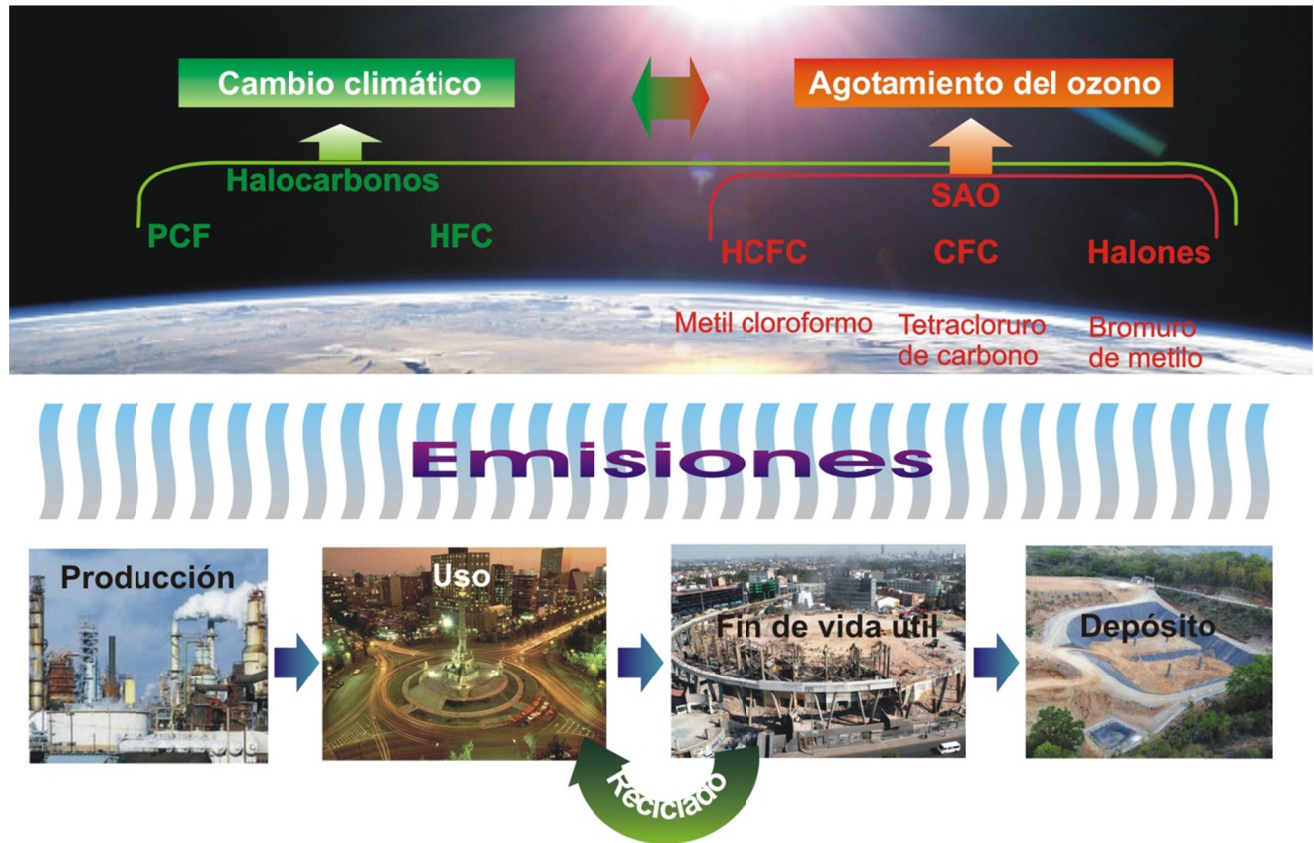 Cambio climático
Agotamiento del ozono
Halocarbonos
SAO
PCF
HFC
HCFC
CFC
Halones
Metil cloroformo
Tetracloruro
de carbono
Bromuro
de metilo
Emisiones
Producción
Uso
Fin de vida útil
Depósito
Reciclado